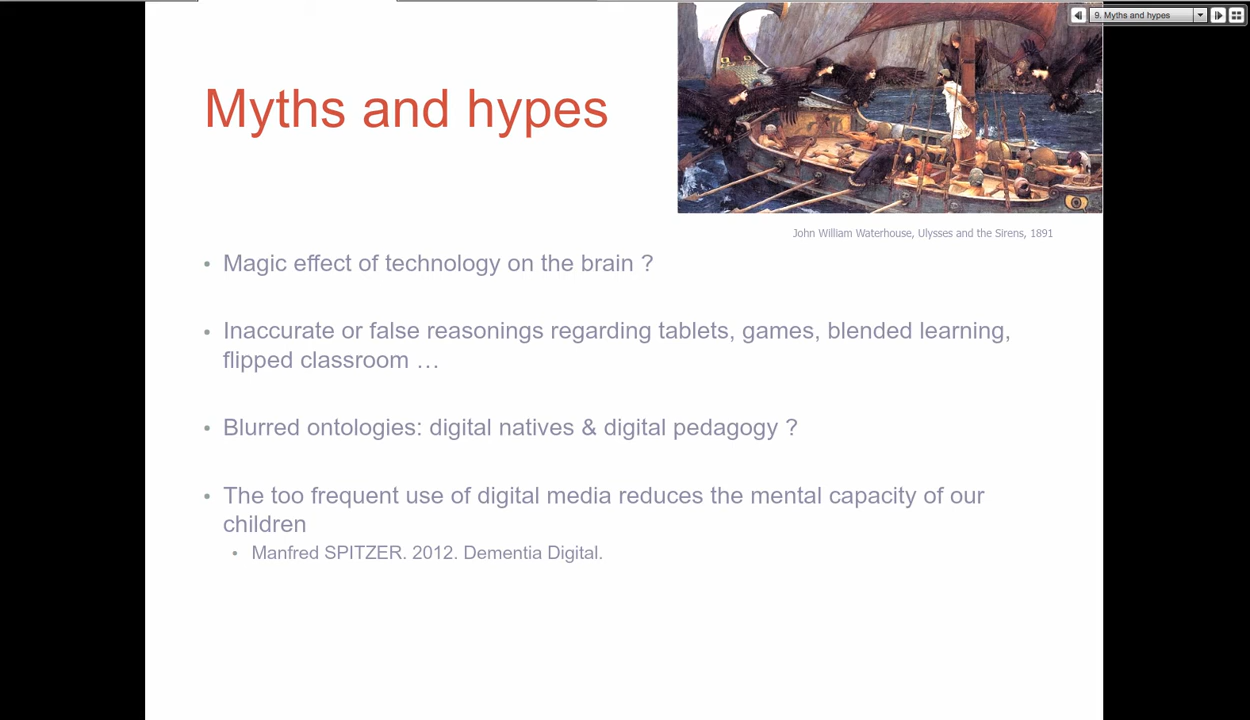 9. Myths and hypes
Myths and hypes
John William Waterhouse, Ulysses and the Sirens, 1891
• Magic effect of technology on the brain ?
• Inaccurate or false reasonings regarding tablets, games, blended learning,
flipped classroom …
• Blurred ontologies: digital natives & digital pedagogy ?
• The too frequent use of digital media reduces the mental capacity of our
children
• Manfred SPITZER. 2012. Dementia Digital.